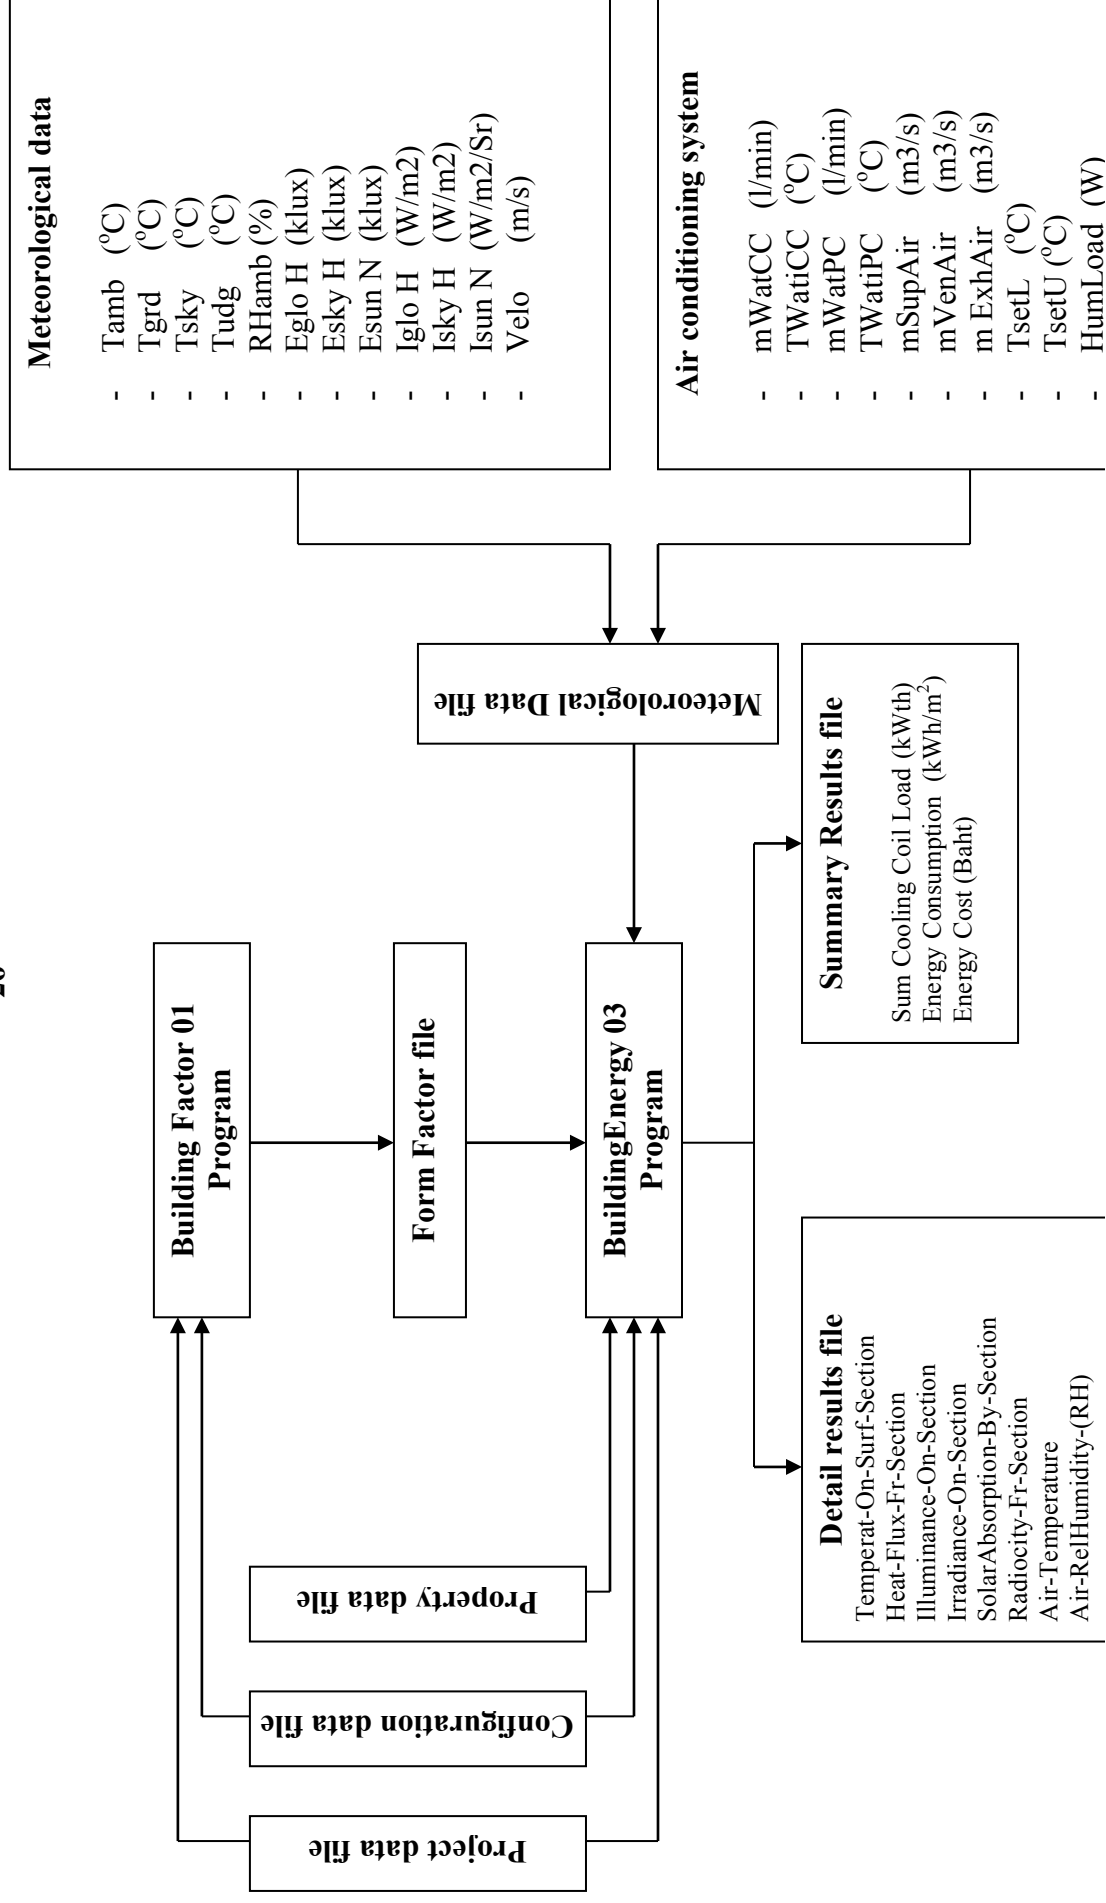 Building Factor 01
Program
Form Factor file
BuildingEnergy 03
Program
Project data file
Configuration data file
Property data file
Meteorological Data file
Meteorological data
- Tamb (°C)
- Tgrd (°C)
- Tsky (°C)
- Tudg (°C)
- RHamb (%)
- Eglo H (klux)
- Esky H (klux)
- Esun N (klux)
- Iglo H (W/m2)
- Isky H (W/m2)
- Isun N (W/m2/Sr)
- Velo (m/s)
Air conditioning system
- mWatCC (l/min)
- TWatiCC (°C)
- mWatPC (l/min)
- TWatiPC (°C)
- mSupAir (m3/s)
- mVenAir (m3/s)
- m ExhAir (m3/s)
- TsetL (°C)
- TsetU (°C)
- HumLoad (W)
Detail results file
Temperat-On-Surf-Section
Heat-Flux-Fr-Section
Illuminance-On-Section
Irradiance-On-Section
SolarAbsorption-By-Section
Radiocity-Fr-Section
Air-Temperature
Air-RelHumidity-(RH)
Summary Results file
Sum Cooling Coil Load (kWth)
Energy Consumption (kWh/m²)
Energy Cost (Baht)